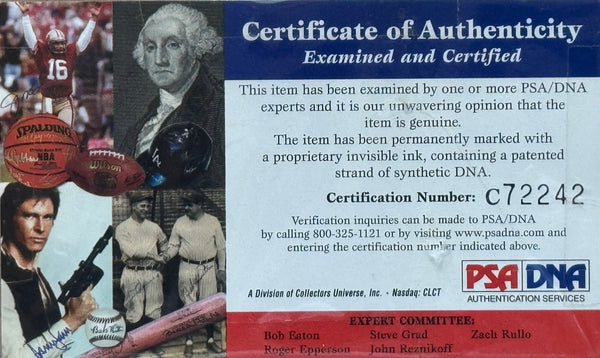 Certificate of Authenticity
Examined and Certified
This item has been examined by one or more PSA/DNA
experts and it is our unwavering opinion that the
item is genuine.
The item has been permanently marked with
a proprietary invisible ink, containing a patented
strand of synthetic DNA.
Certification Number: C72242
Verification inquiries can be made to PSA/DNA
by calling 800-325-1121 or by visiting www.psadna.com and
entering the certification number indicated above.
A Division of Collectors Universe, Inc. - Nasdaq: CLCT
PSA DNA
AUTHENTICATION SERVICES
EXPERT COMMITTEE:
Bob Eaton Steve Grad Zach Rullo
Roger Epperson John Reznikoff
16
SPALDING
NBA
Wilson
Babe Ruth